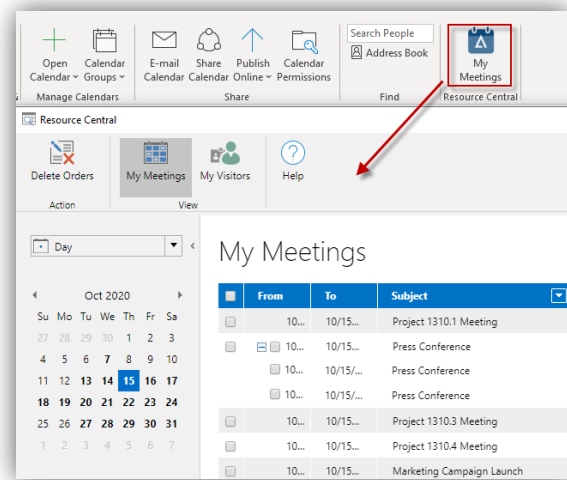 Open Calendar
Calendar Groups
E-mail Share Publish Calendar
Calendar Calendar Online Permissions
Search People
Address Book
My
Meetings
Manage Calendars Share Find Resource Central
Resource Central
Delete Orders My Meetings My Visitors Help
Action View
Day
My Meetings
Oct 2020
Su Mo Tu We Th Fr Sa
27 28 29 30 1 2 3
4 5 6 7 8 9 10
11 12 13 14 15 16 17
18 19 20 21 22 23 24
25 26 27 28 29 30 31
1 2 3 4 5 6 7
From To Subject
10... 10/15... Project 1310.1 Meeting
10... 10/15... Press Conference
10... 10/15/... Press Conference
10... 10/15/... Press Conference
10... 10/15... Project 1310.3 Meeting
10... 10/15... Project 1310.4 Meeting
10... 10/15... Marketing Campaign Launch